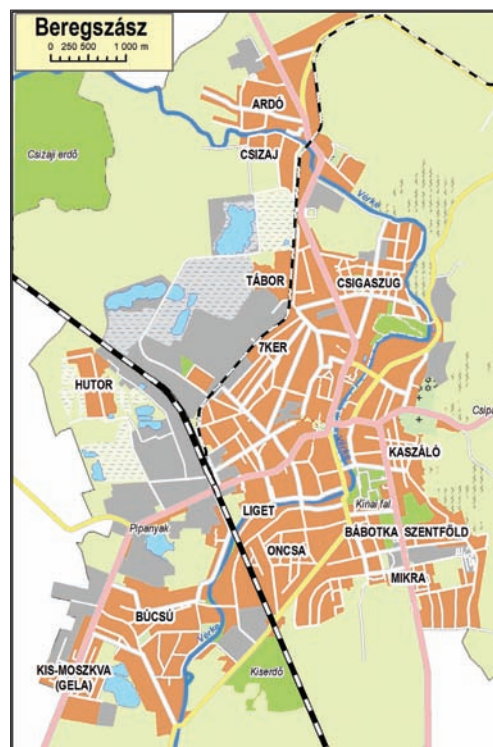 Beregszász
0 250 500 1 000 m
ARDÓ
CSIZAJ
Csizaji erdő
Vérke
TÁBOR
CSIGASZUG
7KER
HUTOR
Vérke
KASZÁLÓ
Kínai fal
LIGET
Pipanyak
BÁBOTKA SZENTFÖLD
ONCSA
MIKRA
BÚCSÚ
Vérke
KIS-MOSZKVA
(GELA)
Kiserdő